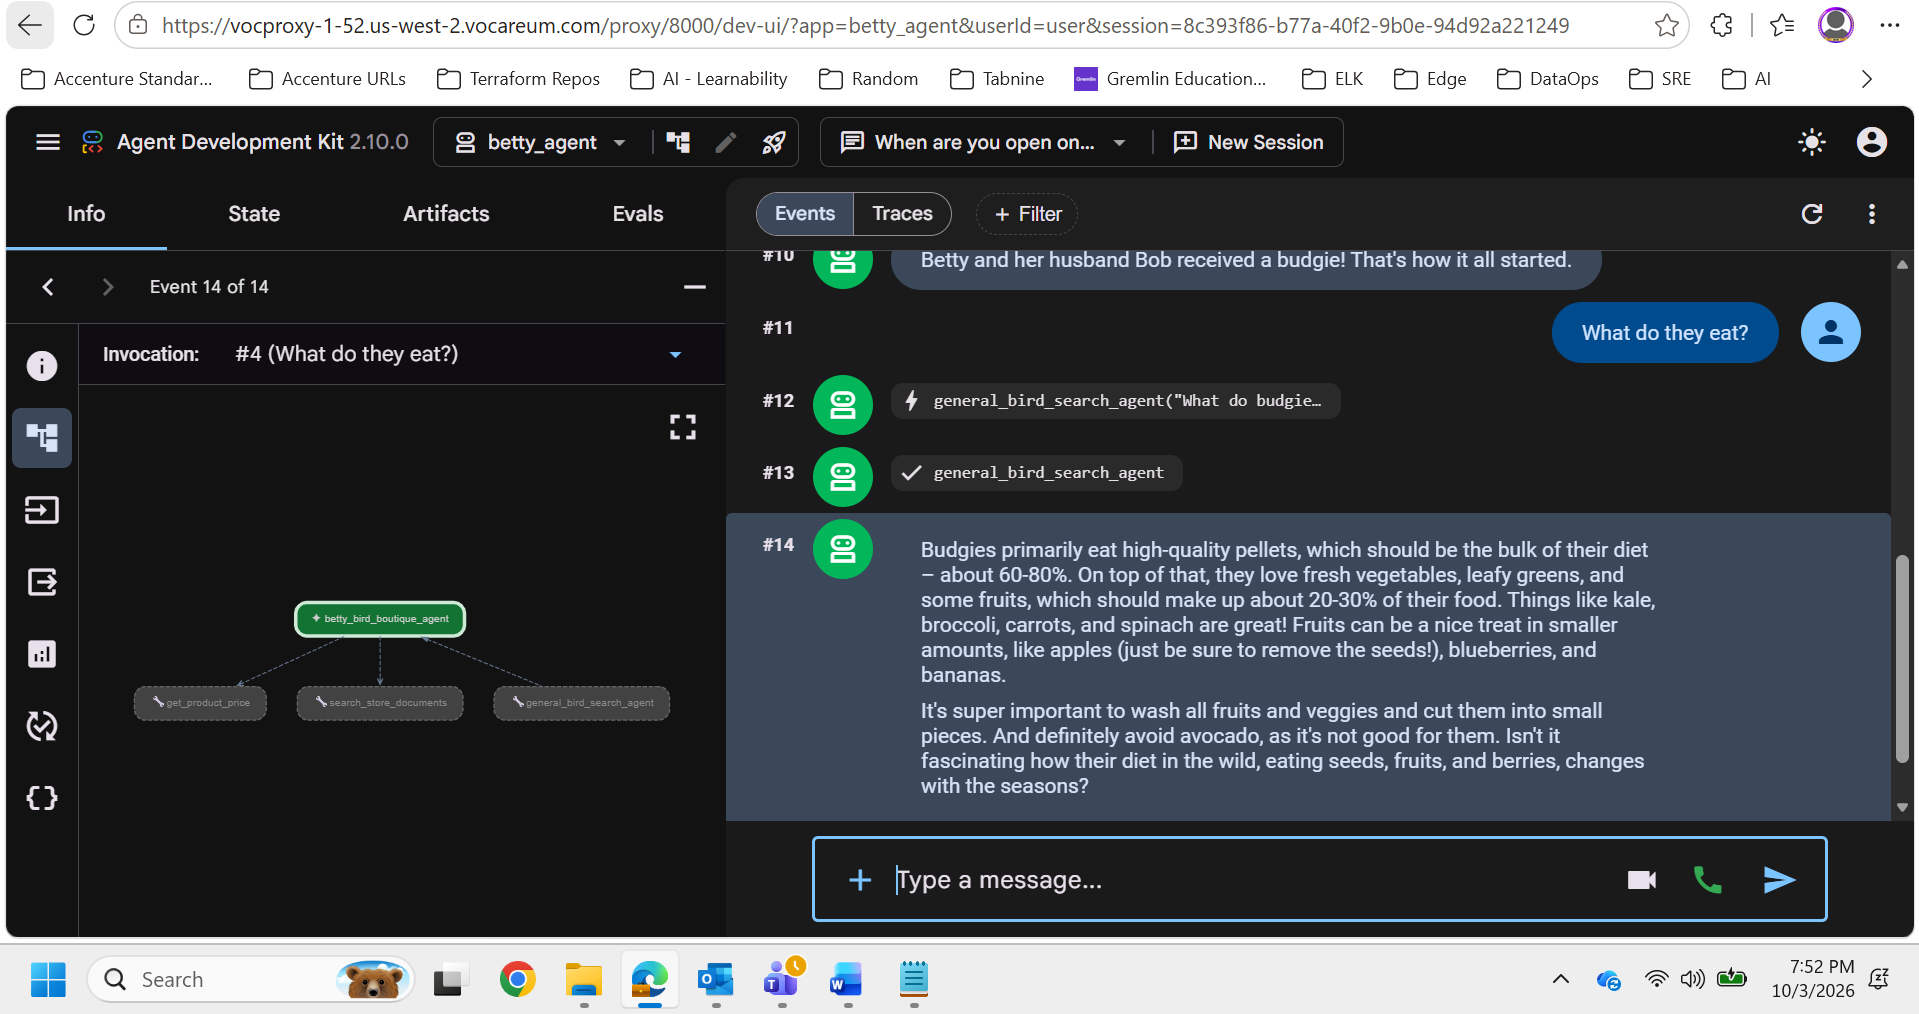 https://vocproxy-1-52.us-west-2.vocareum.com/proxy/8000/dev-ui/?app=betty_agent&userId=user&session=8c393f86-b77a-40f2-9b0e-94d92a221249
Accenture Standar...
Accenture URLs
Terraform Repos
AI - Learnability
Random
Tabnine
Gremlin
Gremlin Education...
ELK
Edge
DataOps
SRE
AI
Agent Development Kit 2.10.0
betty_agent
When are you open on...
New Session
Info
State
Artifacts
Evals
Events
Traces
+ Filter
Event 14 of 14
Invocation: #4 (What do they eat?)
betty_bird_boutique_agent
get_product_price
search_store_documents
general_bird_search_agent
#10
Betty and her husband Bob received a budgie! That's how it all started.
#11
What do they eat?
#12
general_bird_search_agent("What do budgie…
#13
general_bird_search_agent
#14
Budgies primarily eat high-quality pellets, which should be the bulk of their diet
– about 60-80%. On top of that, they love fresh vegetables, leafy greens, and
some fruits, which should make up about 20-30% of their food. Things like kale,
broccoli, carrots, and spinach are great! Fruits can be a nice treat in smaller
amounts, like apples (just be sure to remove the seeds!), blueberries, and
bananas.
It's super important to wash all fruits and veggies and cut them into small
pieces. And definitely avoid avocado, as it's not good for them. Isn't it
fascinating how their diet in the wild, eating seeds, fruits, and berries, changes
with the seasons?
Type a message...
Search
7:52 PM
10/3/2026